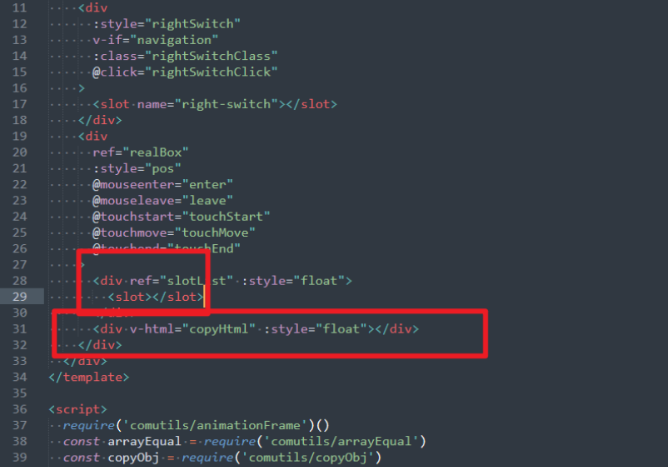 11 <div
12 :style="rightSwitch"
13 v-if="navigation"
14 :class="rightSwitchClass"
15 @click="rightSwitchClick"
16 >
17 <slot name="right-switch"></slot>
18 </div>
19 <div
20 ref="realBox"
21 :style="pos"
22 @mouseenter="enter"
23 @mouseleave="leave"
24 @touchstart="touchStart"
25 @touchmove="touchMove"
26 @touchend="touchEnd"
27 >
28 <div ref="slotList" :style="float">
29 <slot></slot>
30 </div>
31 <div v-html="copyHtml" :style="float"></div>
32 </div>
33 </div>
34 </template>
35
36 <script>
37 require('comutils/animationFrame')()
38 const arrayEqual = require('comutils/arrayEqual')
39 const copyObj = require('comutils/copyObj')